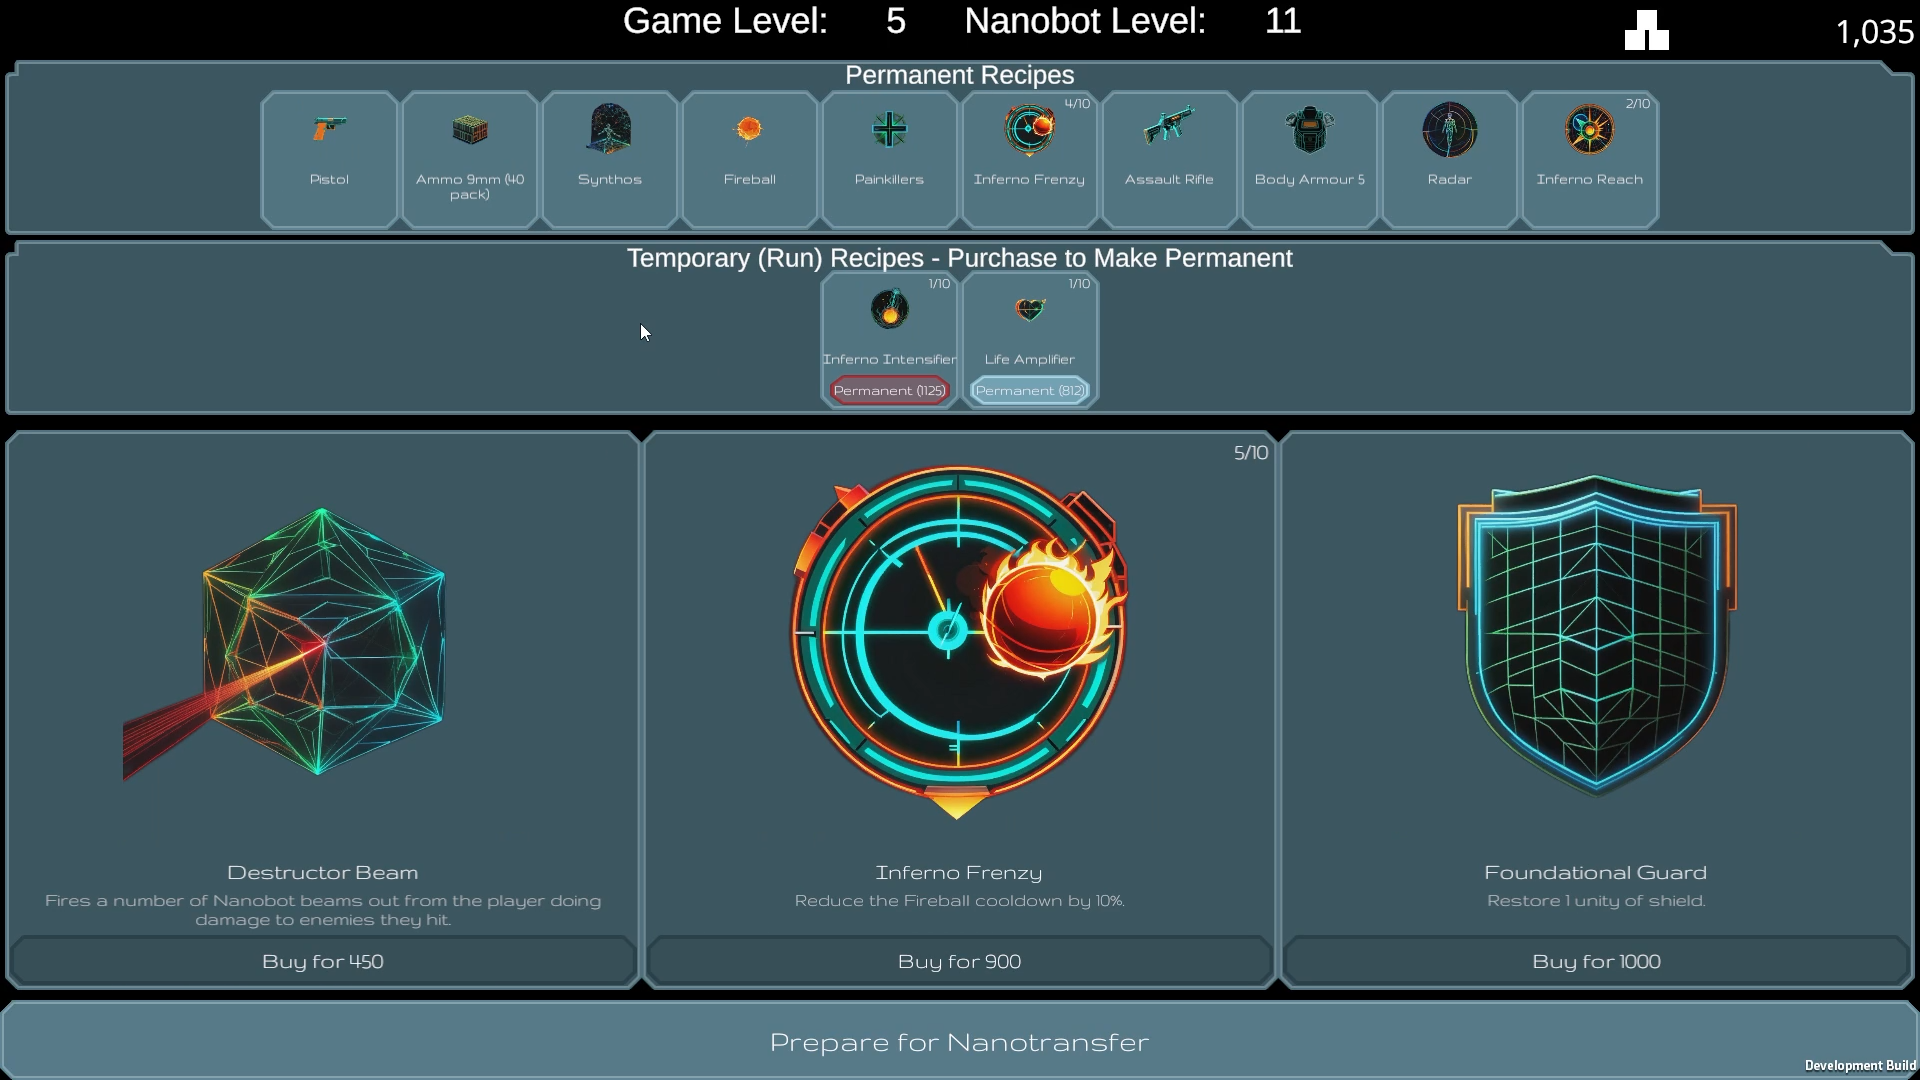 Game Level: 5 Nanobot Level: 11
1,035
Permanent Recipes
Pistol
Ammo 9mm (40
pack)
Synthos
Fireball
Painkillers
4/10
Inferno Frenzy
Assault Rifle
Body Armour 5
Radar
2/10
Inferno Reach
Temporary (Run) Recipes - Purchase to Make Permanent
1/10
Inferno Intensifier
Permanent (1125)
1/10
Life Amplifier
Permanent (812)
Destructor Beam
Fires a number of Nanobot beams out from the player doing
damage to enemies they hit.
Buy for 450
5/10
Inferno Frenzy
Reduce the Fireball cooldown by 10%.
Buy for 900
Foundational Guard
Restore 1 unity of shield.
Buy for 1000
Prepare for Nanotransfer
Development Build